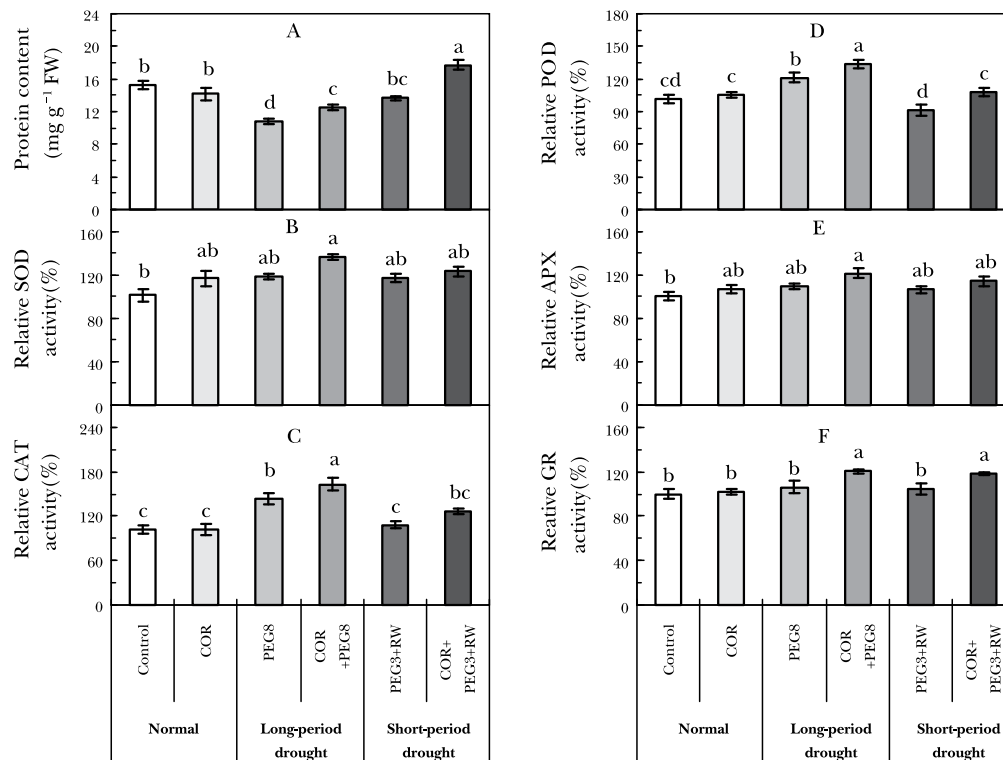 A
Protein content
(mg g⁻¹ FW)
24
20
16
12
8
4
0
b
b
d
c
bc
a
B
Relative SOD
activity(%)
160
120
80
40
0
b
ab
ab
a
ab
ab
C
Relative CAT
activity(%)
240
180
120
60
0
c
c
b
a
c
bc
Control
COR
PEG8
COR
+PEG8
PEG3+RW
COR+
PEG3+RW
Normal
Long-period
drought
Short-period
drought
D
Relative POD
activity(%)
180
150
120
90
60
30
0
cd
c
b
a
d
c
E
Relative APX
activity(%)
160
120
80
40
0
b
ab
ab
a
ab
ab
F
Reative GR
activity(%)
160
120
80
40
0
b
b
b
a
b
a
Control
COR
PEG8
COR
+PEG8
PEG3+RW
COR+
PEG3+RW
Normal
Long-period
drought
Short-period
drought